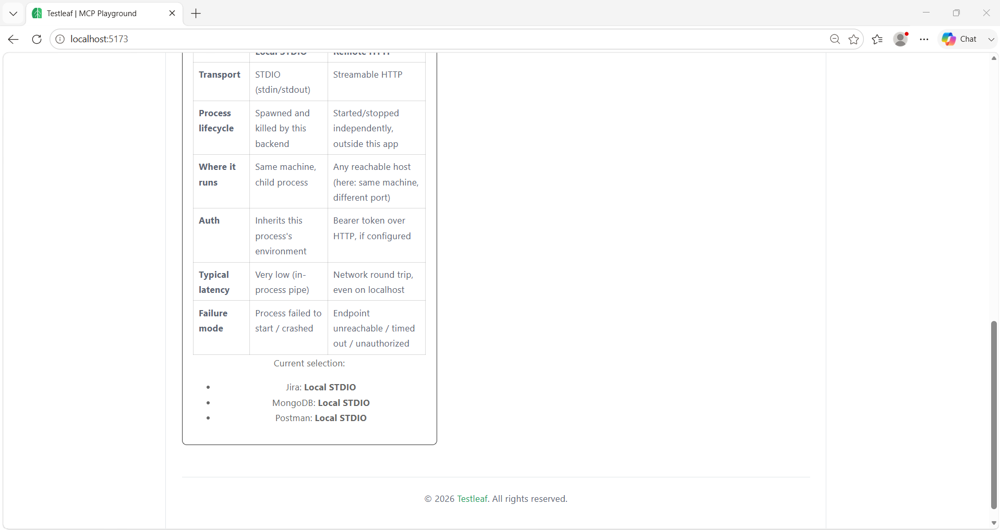 Testleaf | MCP Playground
localhost:5173
Chat
Local STDIO Remote HTTP
Transport STDIO Streamable HTTP
(stdin/stdout)
Process Spawned and Started/stopped
lifecycle killed by this independently,
backend outside this app
Where it Same machine, Any reachable host
runs child process (here: same machine,
different port)
Auth Inherits this Bearer token over
process's HTTP, if configured
environment
Typical Very low (in- Network round trip,
latency process pipe) even on localhost
Failure Process failed to Endpoint
mode start / crashed unreachable / timed
out / unauthorized
Current selection:
• Jira: Local STDIO
• MongoDB: Local STDIO
• Postman: Local STDIO
© 2026 Testleaf. All rights reserved.